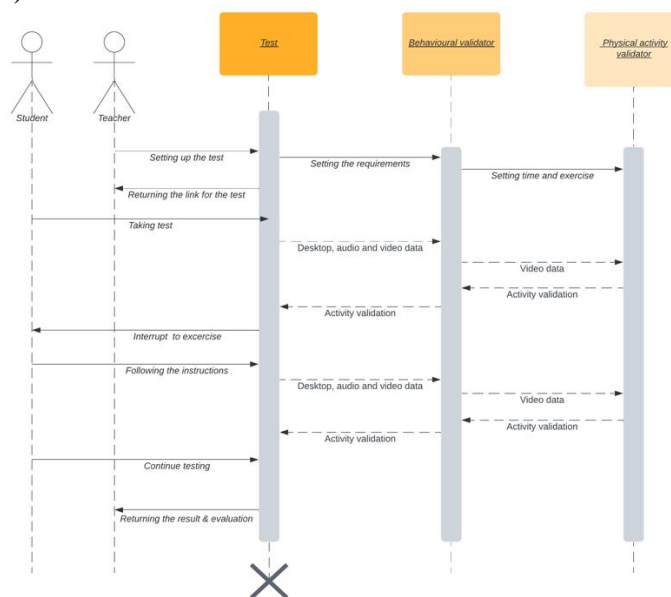 )
Test
Behavioural validator
Physical activity
validator
Student
Teacher
Setting up the test
Setting the requirements
Setting time and exercise
Returning the link for the test
Taking test
Desktop, audio and video data
Video data
Activity validation
Activity validation
Interrupt to excercise
Following the instructions
Desktop, audio and video data
Video data
Activity validation
Activity validation
Continue testing
Returning the result & evaluation